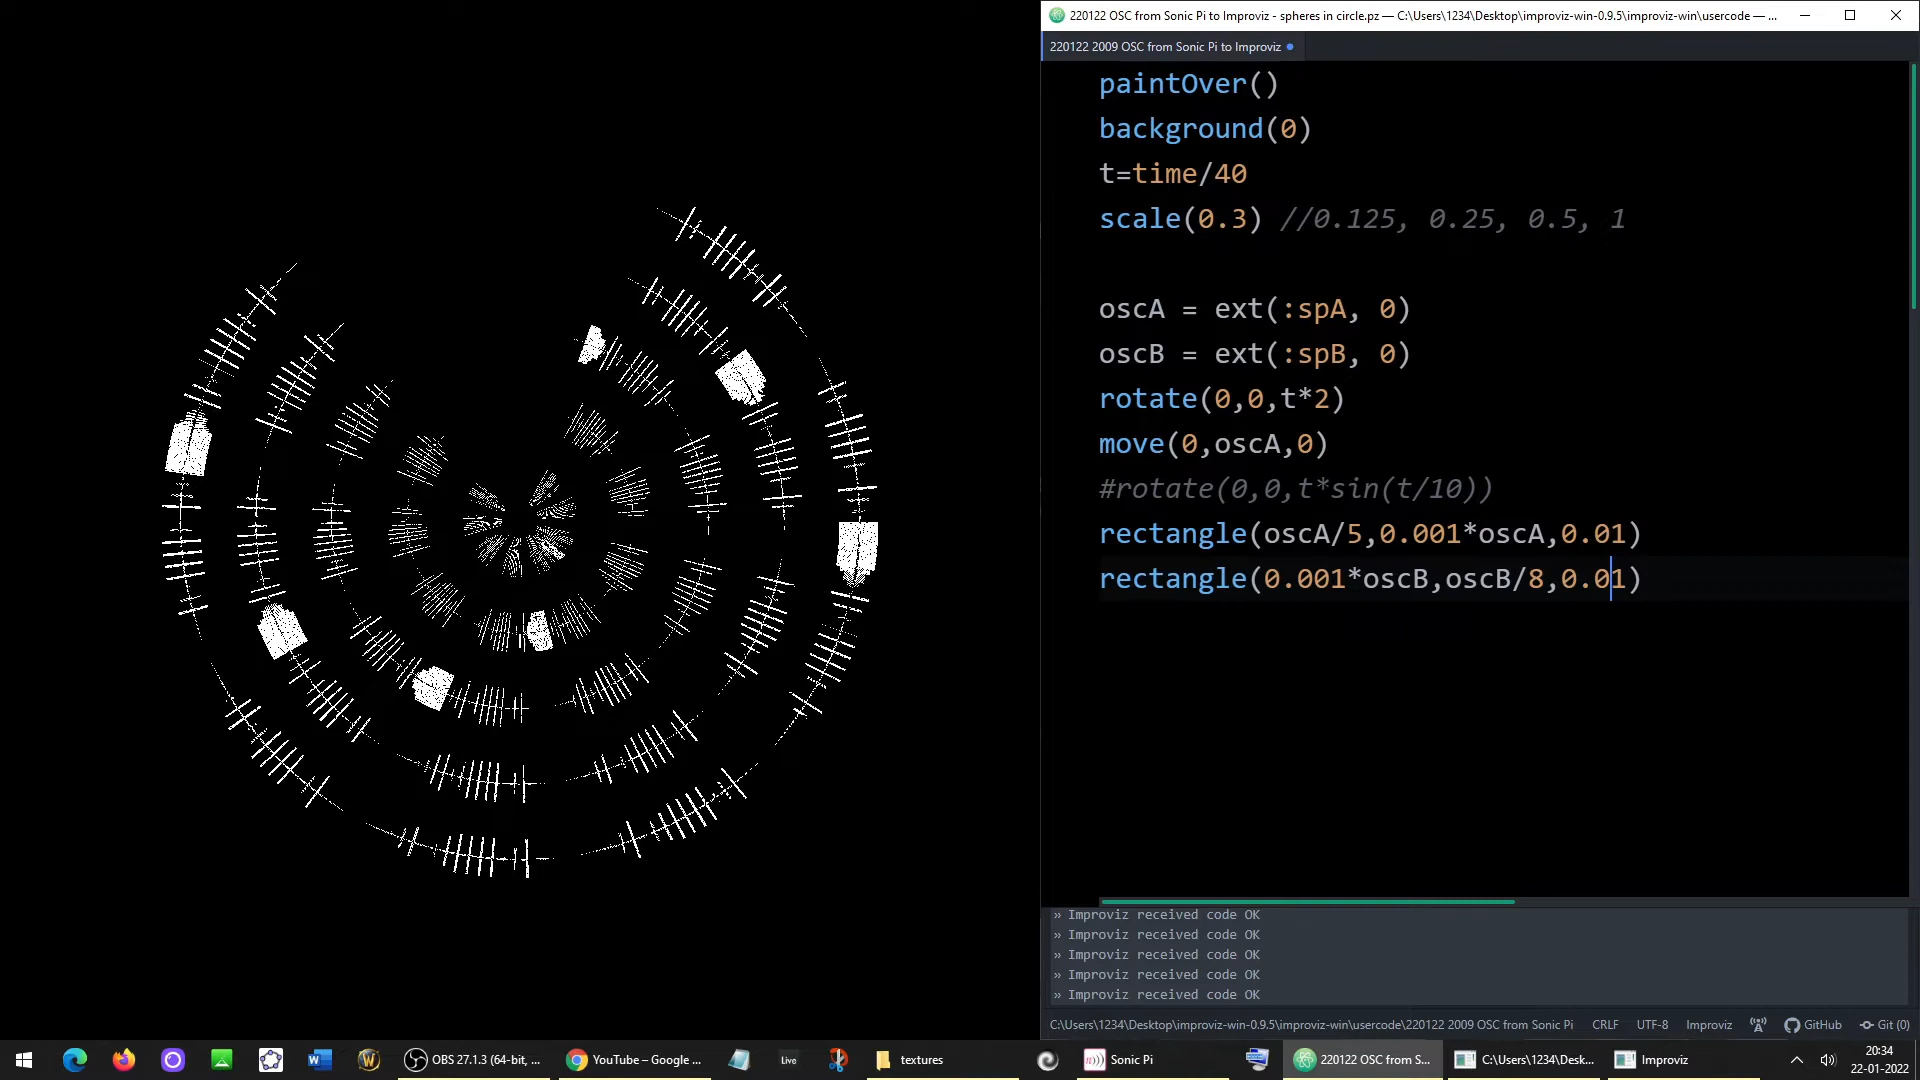 220122 OSC from Sonic Pi to Improviz - spheres in circle.pz — C:\Users\1234\Desktop\improviz-win-0.9.5\improviz-win\usercode — ...
220122 2009 OSC from Sonic Pi to Improviz
paintOver()
background(0)
t=time/40
scale(0.3) //0.125, 0.25, 0.5, 1
oscA = ext(:spA, 0)
oscB = ext(:spB, 0)
rotate(0,0,t*2)
move(0,oscA,0)
#rotate(0,0,t*sin(t/10))
rectangle(oscA/5,0.001*oscA,0.01)
rectangle(0.001*oscB,oscB/8,0.01)
» Improviz received code OK
» Improviz received code OK
» Improviz received code OK
» Improviz received code OK
» Improviz received code OK
C:\Users\1234\Desktop\improviz-win-0.9.5\improviz-win\usercode\220122 2009 OSC from Sonic Pi CRLF UTF-8 Improviz GitHub Git (0)
OBS 27.1.3 (64-bit, ... YouTube – Google ... Live textures Sonic Pi 220122 OSC from S... C:\Users\1234\Desk... Improviz 20:34
22-01-2022